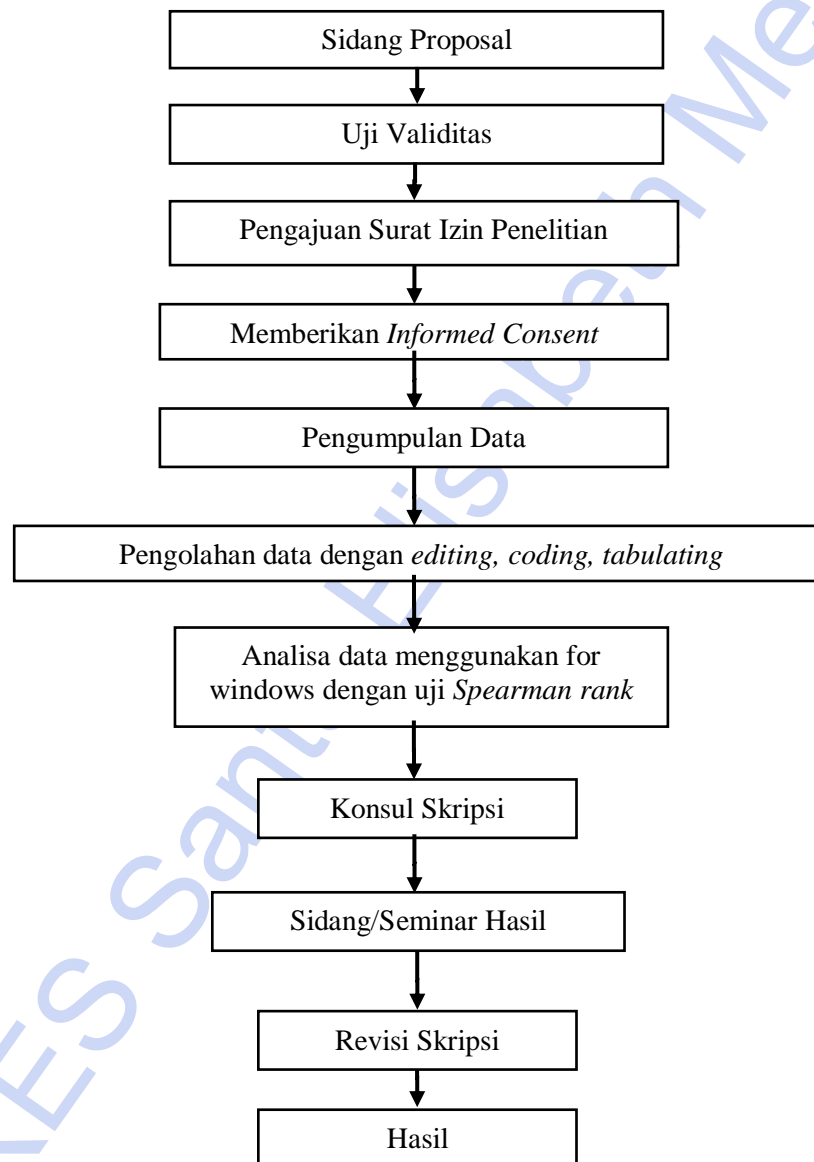 Sidang Proposal
Uji Validitas
Pengajuan Surat Izin Penelitian
Memberikan Informed Consent
Pengumpulan Data
Pengolahan data dengan editing, coding, tabulating
Analisa data menggunakan for
windows dengan uji Spearman rank
Konsul Skripsi
Sidang/Seminar Hasil
Revisi Skripsi
Hasil